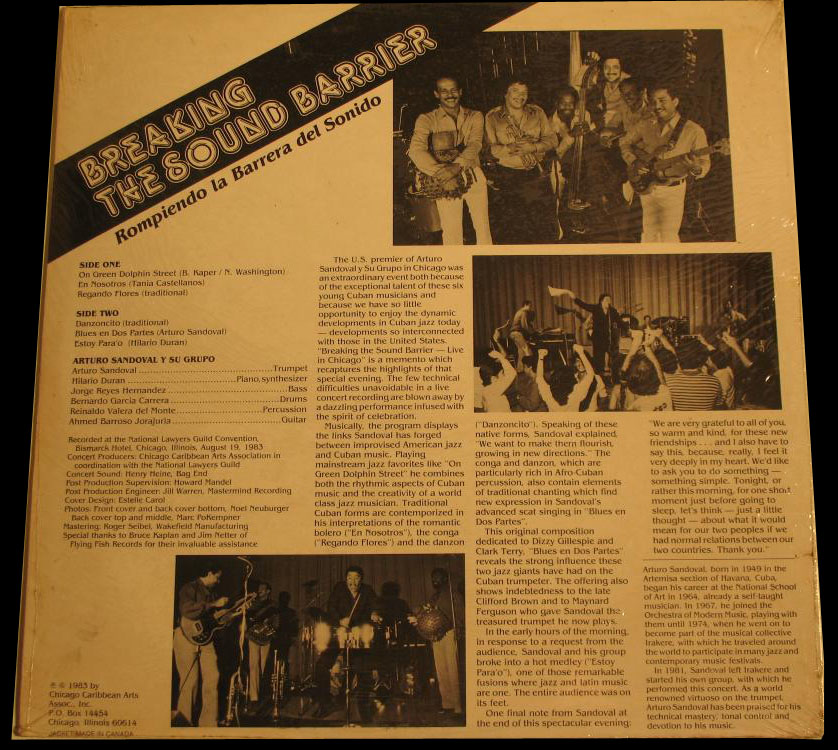 BREAKING
THE SOUND BARRIER
Rompiendo la Barrera del Sonido
SIDE ONE
On Green Dolphin Street (B. Kaper / N. Washington)
En Nosotros (Tania Castellanos)
Regando Flores (traditional)
SIDE TWO
Danzoncito (traditional)
Blues en Dos Partes (Arturo Sandoval)
Estoy Para'o (Hilario Duran)
ARTURO SANDOVAL Y SU GRUPO
Arturo Sandoval ........ Trumpet
Hilario Duran ........ Piano, synthesizer
Jorge Reyes Hernandez ........ Bass
Bernardo Garcia Carrera ........ Drums
Reinaldo Valera del Monte ........ Percussion
Ahmed Barroso Jorajuria ........ Guitar
Recorded at the National Lawyers Guild Convention,
Bismarck Hotel, Chicago, Illinois, August 19, 1983
Concert Producers: Chicago Caribbean Arts Association in
coordination with the National Lawyers Guild
Concert Sound: Henry Heine, Bag End
Post Production Supervision: Howard Mandel
Post Production Engineer: Jill Warren, Mastermind Recording
Cover Design: Estelle Carol
Photos: Front cover and back cover bottom, Noel Neuburger
Back cover top and middle, Marc PoKempner
Mastering: Roger Seibel, Wakefield Manufacturing
Special thanks to Bruce Kaplan and Jim Netter of
Flying Fish Records for their invaluable assistance
℗ © 1983 by
Chicago Caribbean Arts
Assoc., Inc.
P.O. Box 14454
Chicago, Illinois 60614
JACKET MADE IN CANADA
The U.S. premier of Arturo
Sandoval y Su Grupo in Chicago was
an extraordinary event both because
of the exceptional talent of these six
young Cuban musicians and
because we have so little
opportunity to enjoy the dynamic
developments in Cuban jazz today
— developments so interconnected
with those in the United States.
"Breaking the Sound Barrier — Live
in Chicago" is a memento which
recaptures the highlights of that
special evening. The few technical
difficulties unavoidable in a live
concert recording are blown away by
a dazzling performance infused with
the spirit of celebration.
Musically, the program displays
the links Sandoval has forged
between improvised American jazz
and Cuban music. Playing
mainstream jazz favorites like "On
Green Dolphin Street" he combines
both the rhythmic aspects of Cuban
music and the creativity of a world
class jazz musician. Traditional
Cuban forms are contemporized in
his interpretations of the romantic
bolero ("En Nosotros"), the conga
("Regando Flores") and the danzon
("Danzoncito"). Speaking of these
native forms, Sandoval explained,
"We want to make them flourish,
growing in new directions." The
conga and danzon, which are
particularly rich in Afro-Cuban
percussion, also contain elements
of traditional chanting which find
new expression in Sandoval's
advanced scat singing in "Blues en
Dos Partes".
This original composition
dedicated to Dizzy Gillespie and
Clark Terry, "Blues en Dos Partes"
reveals the strong influence these
two jazz giants have had on the
Cuban trumpeter. The offering also
shows indebtedness to the late
Clifford Brown and to Maynard
Ferguson who gave Sandoval the
treasured trumpet he now plays.
In the early hours of the morning,
in response to a request from the
audience, Sandoval and his group
broke into a hot medley ("Estoy
Para'o"), one of those remarkable
fusions where jazz and latin music
are one. The entire audience was on
its feet.
One final note from Sandoval at
the end of this spectacular evening:
"We are very grateful to all of you,
so warm and kind, for these new
friendships . . . and I also have to
say this, because, really, I feel it
very deeply in my heart. We'd like
to ask you to do something —
something simple. Tonight, or
rather this morning, for one short
moment just before going to
sleep, let's think — just a little
thought — about what it would
mean for our two peoples if we
had normal relations between our
two countries. Thank you."
Arturo Sandoval, born in 1949 in the
Artemisa section of Havana, Cuba,
began his career at the National School
of Art in 1964, already a self-taught
musician. In 1967, he joined the
Orchestra of Modern Music, playing with
them until 1974, when he went on to
become part of the musical collective
Irakere, with which he traveled around
the world to participate in many jazz and
contemporary music festivals.
In 1981, Sandoval left Irakere and
started his own group, with which he
performed this concert. As a world
renowned virtuoso on the trumpet,
Arturo Sandoval has been praised for his
technical mastery, tonal control and
devotion to his music.